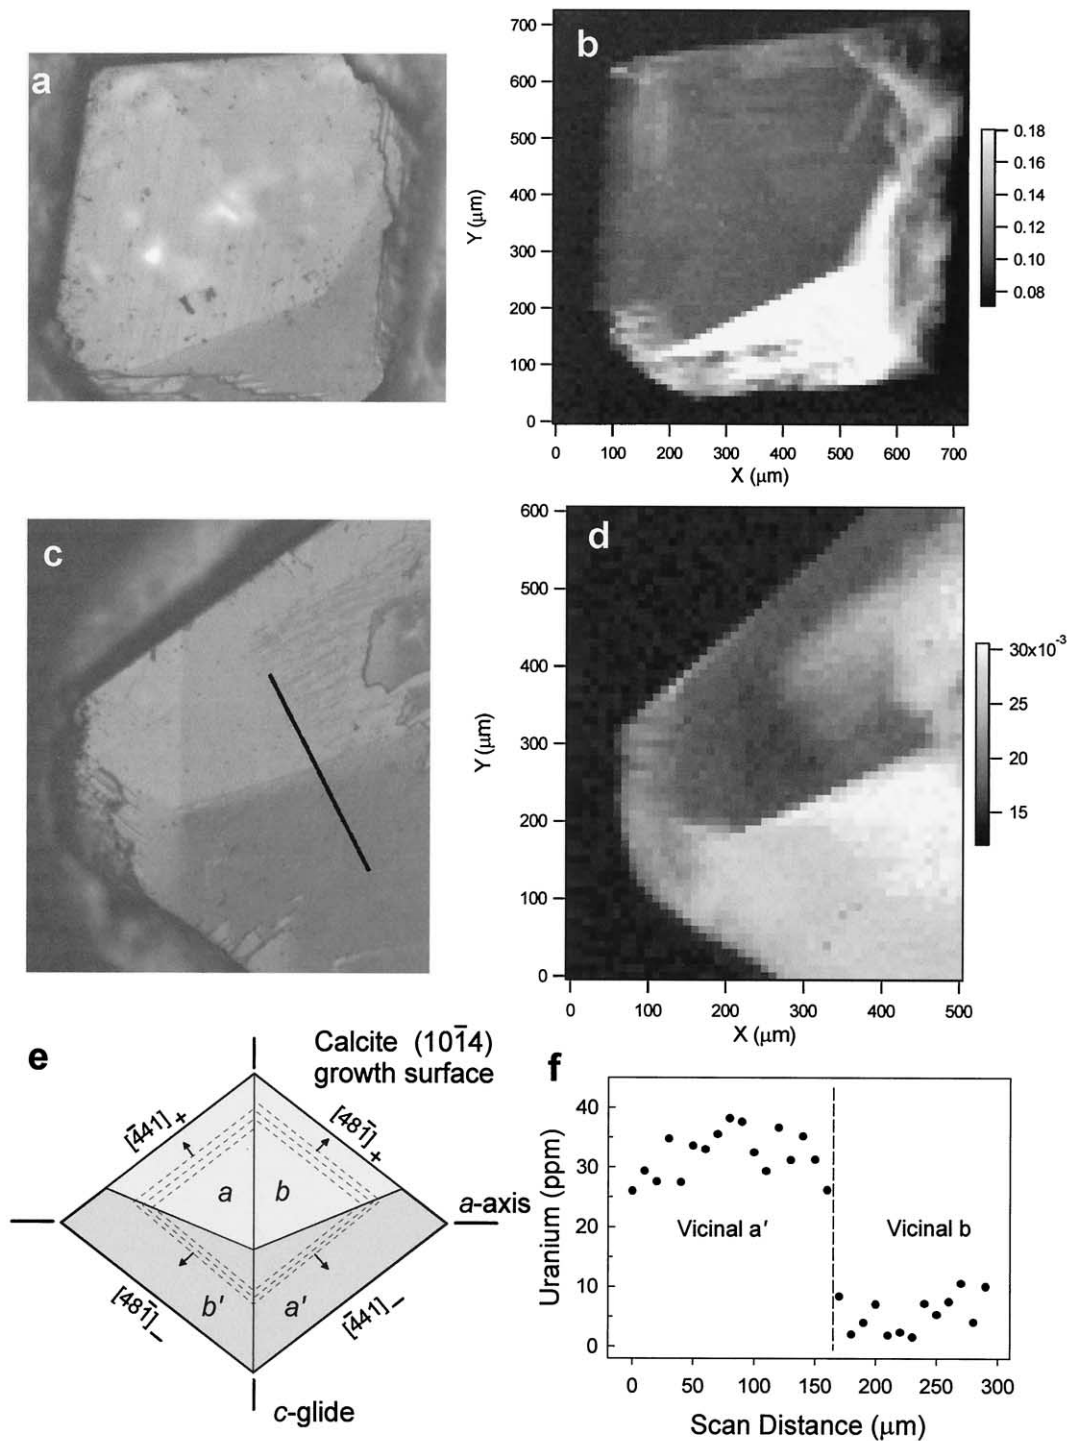 a
b
700
600
500
400
300
200
100
0
Y (μm)
0 100 200 300 400 500 600 700
X (μm)
0.18
0.16
0.14
0.12
0.10
0.08
c
d
600
500
400
300
200
100
0
Y (μm)
0 100 200 300 400 500
X (μm)
30x10⁻³
25
20
15
e
Calcite (101̄4)
growth surface
[4̄41]₊
[481̄]₊
a
b
a-axis
b'
a'
[481̄]₋
[4̄41]₋
c-glide
f
40
30
20
10
0
Uranium (ppm)
Vicinal a'
Vicinal b
0 50 100 150 200 250 300
Scan Distance (μm)